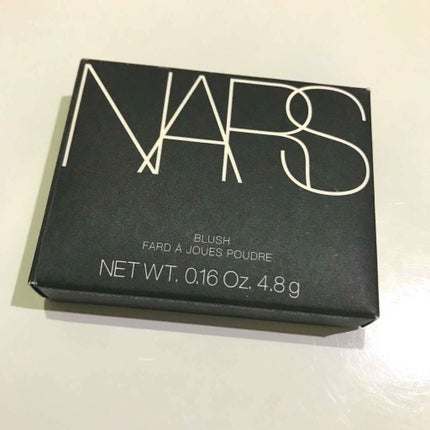 NARS
BLUSH
FARD À JOUES POUDRE
NET WT. 0.16 Oz. 4.8 g